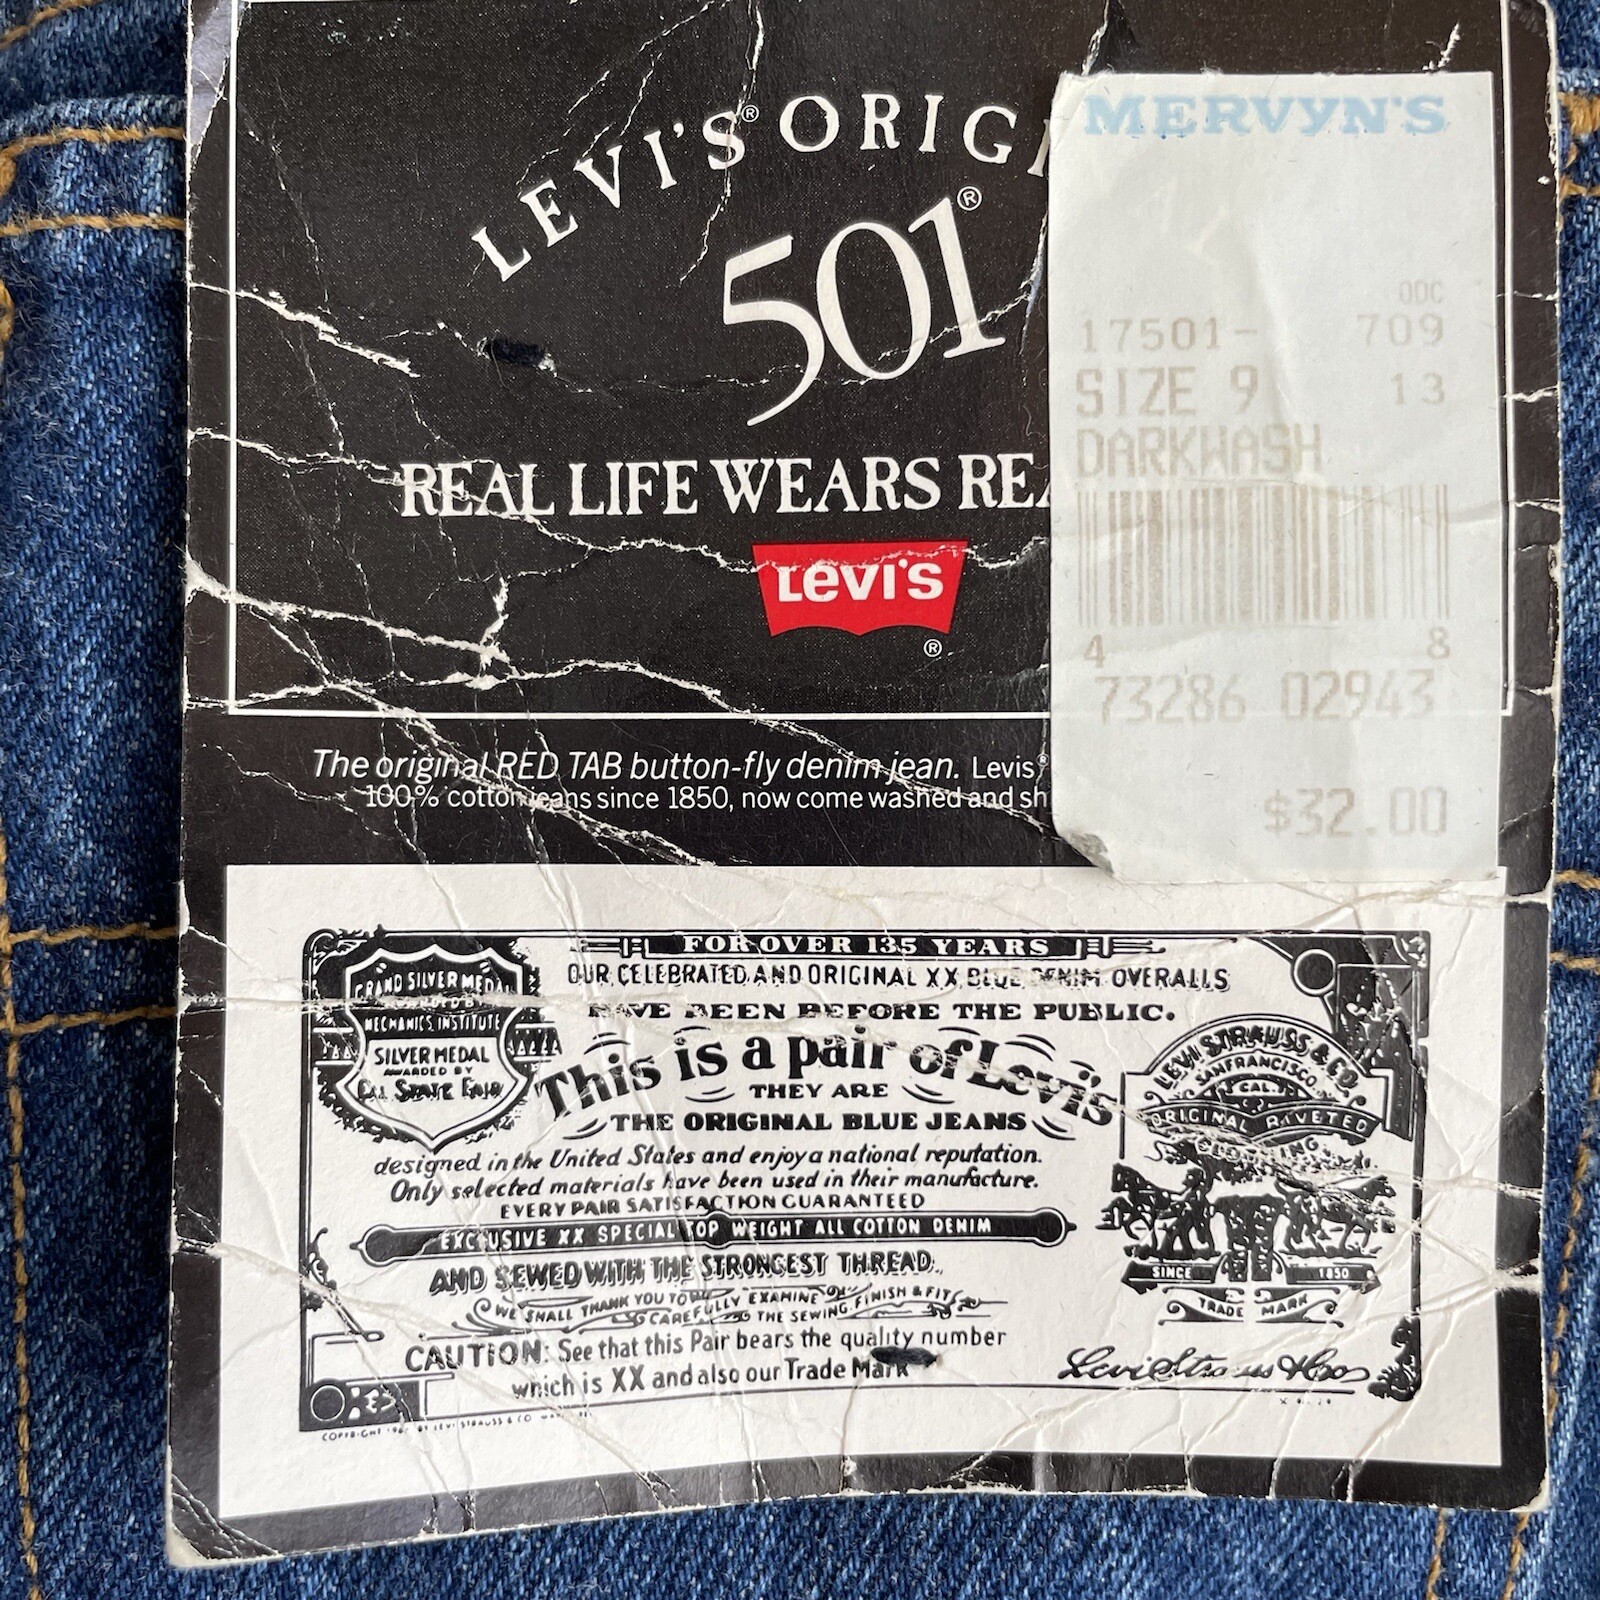 LEVI'S® ORIGI
501®
REAL LIFE WEARS REA
LEVI'S
®
The original RED TAB button-fly denim jean. Levis®
100% cotton jeans since 1850, now come washed and sh
MERVYN'S
ODC
17501- 709
SIZE 9 13
DARKWASH
4 8
73286 02943
$32.00
FOR OVER 135 YEARS
OUR CELEBRATED AND ORIGINAL XX BLUE DENIM OVERALLS
HAVE BEEN BEFORE THE PUBLIC.
This is a pair of Levi's
THEY ARE
THE ORIGINAL BLUE JEANS
designed in the United States and enjoy a national reputation.
Only selected materials have been used in their manufacture.
EVERY PAIR SATISFACTION GUARANTEED
EXCLUSIVE XX SPECIAL TOP WEIGHT ALL COTTON DENIM
AND SEWED WITH THE STRONGEST THREAD.
WE SHALL THANK YOU TO CAREFULLY EXAMINE THE SEWING, FINISH & FIT
CAUTION: See that this Pair bears the quality number
which is XX and also our Trade Mark
GRAND SILVER MEDAL
AWARDED BY
MECHANICS INSTITUTE
SILVER MEDAL
AWARDED BY
CAL. STATE FAIR
LEVI STRAUSS & CO.
SAN FRANCISCO,
CAL.
ORIGINAL RIVETED
CLOTHING
SINCE 1850
TRADE MARK
Levi Strauss & Co
COPYRIGHT BY LEVI STRAUSS & CO